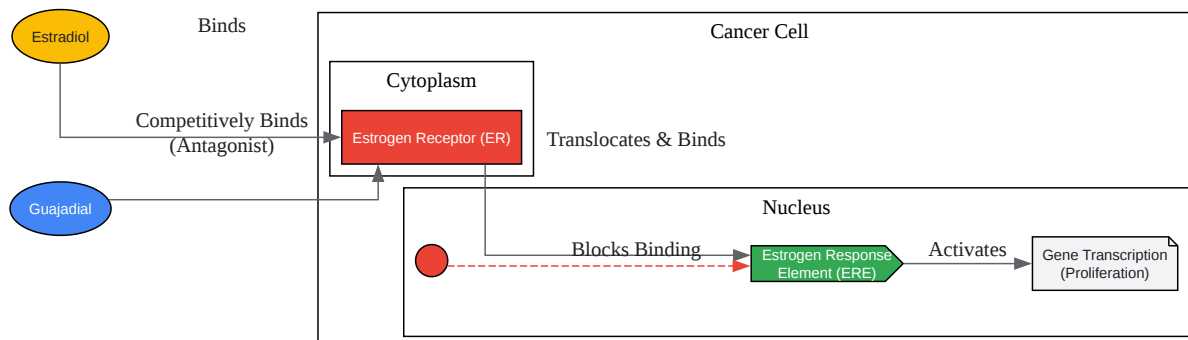 Binds
Cancer Cell
Estradiol
Cytoplasm
Competitively Binds
(Antagonist)
Estrogen Receptor (ER)
Translocates & Binds
Guajadial
Nucleus
Blocks Binding
Estrogen Response
Element (ERE)
Activates
Gene Transcription
(Proliferation)